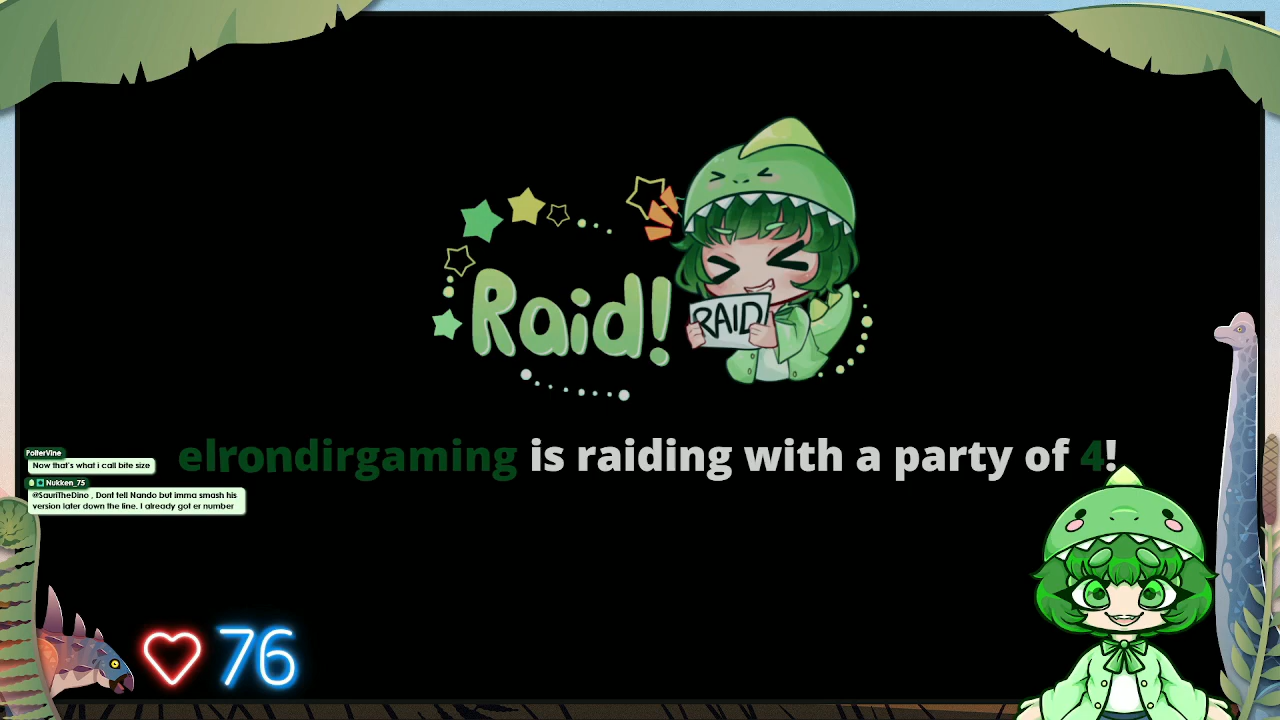 Raid!
RAID
elrondirgaming is raiding with a party of 4!
PotterVine
Now that's what i call bite size
Nukken_75
@SauriTheDino , Dont tell Nando but imma smash his
version later down the line. I already got er number
76